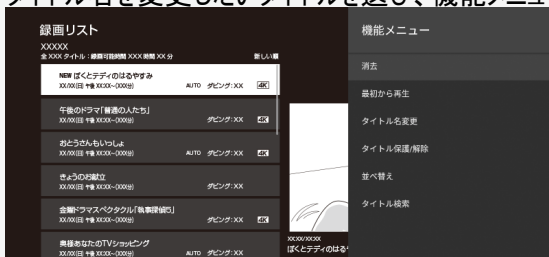 タイトル名を変更したいタイトルを選び、機能メニュー
録画リスト
XXXXX
全 XXX タイトル：録画可能時間 XXX 時間 XX 分
新しい順
NEW ぼくとテディのはるやすみ
XX/XX(日) 午後 XX:XX~(XXX分)
AUTO ダビング：XX 4K
午後のドラマ「普通の人たち」
XX/XX(日) 午後 XX:XX~(XXX分)
ダビング：XX 4K
おとうさんもいっしょ
XX/XX(日) 午後 XX:XX~(XXX分)
AUTO ダビング：XX 4K
きょうのお献立
XX/XX(日) 午後 XX:XX~(XXX分)
ダビング：XX
金曜ドラマスペクタクル「執事探偵5」
XX/XX(日) 午後 XX:XX~(XXX分)
ダビング：XX 4K
奥様あなたのTVショッピング
XX/XX(日) 午後 XX:XX~(XXX分)
AUTO ダビング：XX
XX:XX/XX:XX
ぼくとテディのはる
機能メニュー
消去
最初から再生
タイトル名変更
タイトル保護/解除
並べ替え
タイトル検索